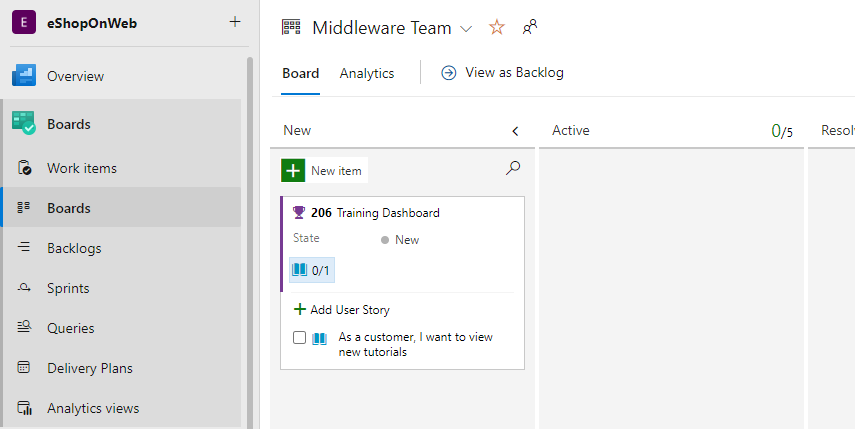 E eShopOnWeb +
Overview
Boards
Work items
Boards
Backlogs
Sprints
Queries
Delivery Plans
Analytics views
Middleware Team
Board Analytics View as Backlog
New
New item
206 Training Dashboard
State New
0/1
Add User Story
As a customer, I want to view
new tutorials
Active 0/5
Resol